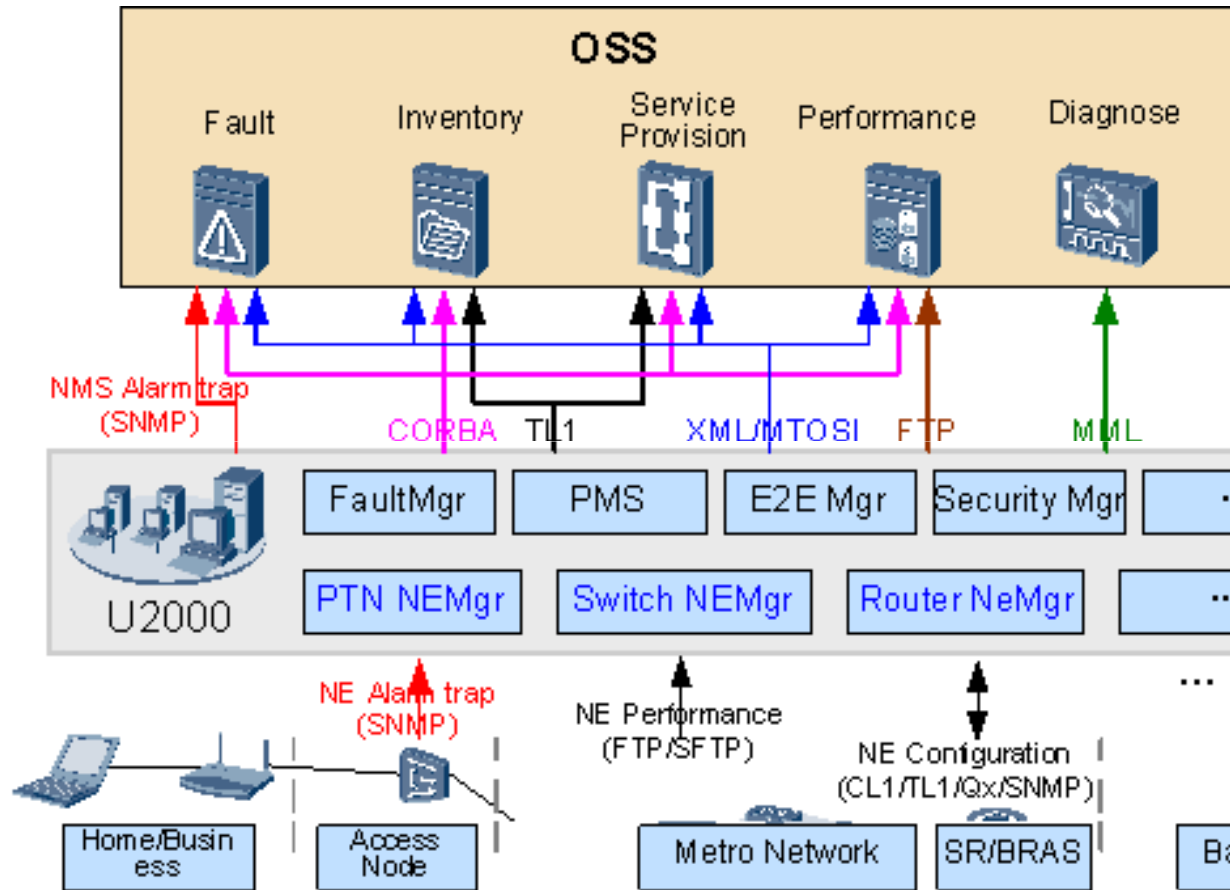 OSS
Fault
Inventory
Service
Provision
Performance
Diagnose
NMS Alarm trap
(SNMP)
CORBA
TL1
XML/MTOSI
FTP
MML
FaultMgr
PMS
E2E Mgr
Security Mgr
U2000
PTN NEMgr
Switch NEMgr
Router NeMgr
...
NE Alarm trap
(SNMP)
NE Performance
(FTP/SFTP)
NE Configuration
(CL1/TL1/Qx/SNMP)
Home/Busin
ess
Access
Node
Metro Network
SR/BRAS
Ba